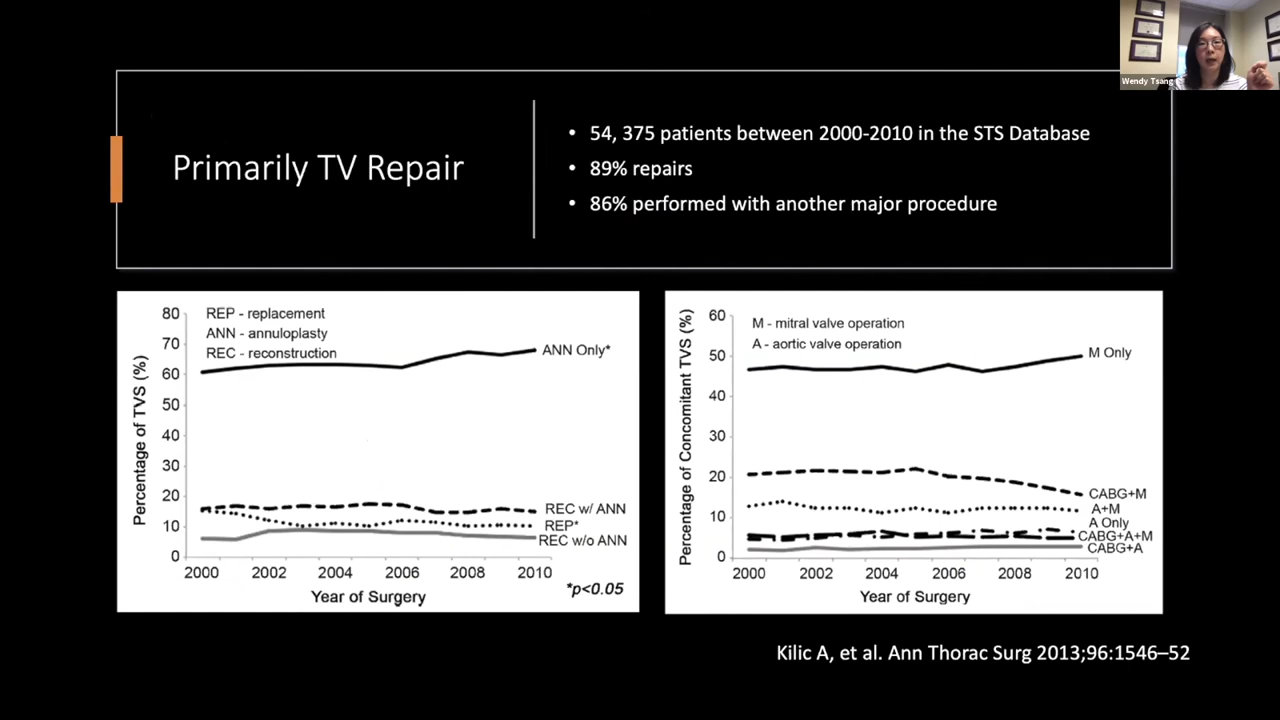 Wendy Tsang
Primarily TV Repair
• 54, 375 patients between 2000-2010 in the STS Database
• 89% repairs
• 86% performed with another major procedure
Percentage of TVS (%)
80
70
60
50
40
30
20
10
0
REP - replacement
ANN - annuloplasty
REC - reconstruction
ANN Only*
REC w/ ANN
REP*
REC w/o ANN
2000 2002 2004 2006 2008 2010
*p<0.05
Year of Surgery
Percentage of Concomitant TVS (%)
60
50
40
30
20
10
0
M - mitral valve operation
A - aortic valve operation
M Only
CABG+M
A+M
A Only
CABG+A+M
CABG+A
2000 2002 2004 2006 2008 2010
Year of Surgery
Kilic A, et al. Ann Thorac Surg 2013;96:1546–52